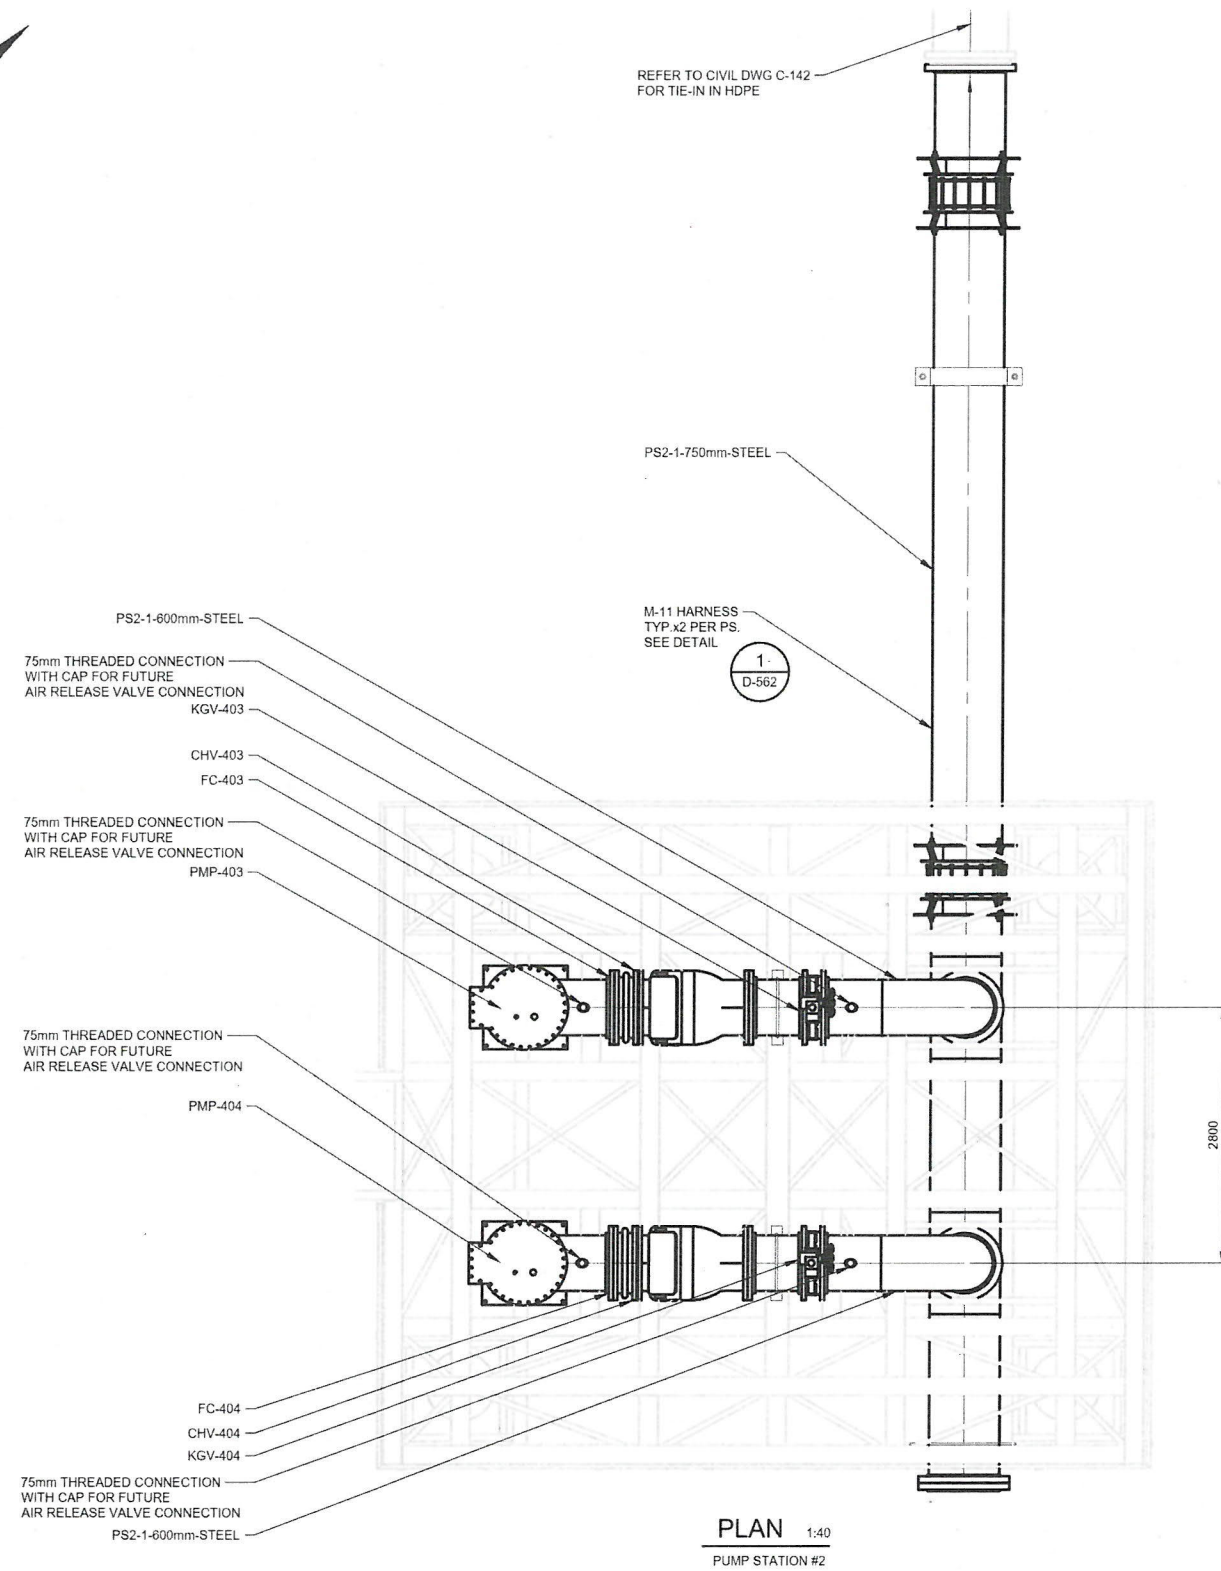 REFER TO CIVIL DWG C-142
FOR TIE-IN IN HDPE
PS2-1-750mm-STEEL
M-11 HARNESS
TYP.x2 PER PS.
SEE DETAIL
1
D-562
PS2-1-600mm-STEEL
75mm THREADED CONNECTION
WITH CAP FOR FUTURE
AIR RELEASE VALVE CONNECTION
KGV-403
CHV-403
FC-403
75mm THREADED CONNECTION
WITH CAP FOR FUTURE
AIR RELEASE VALVE CONNECTION
PMP-403
75mm THREADED CONNECTION
WITH CAP FOR FUTURE
AIR RELEASE VALVE CONNECTION
PMP-404
2800
FC-404
CHV-404
KGV-404
75mm THREADED CONNECTION
WITH CAP FOR FUTURE
AIR RELEASE VALVE CONNECTION
PS2-1-600mm-STEEL
PLAN 1:40
PUMP STATION #2